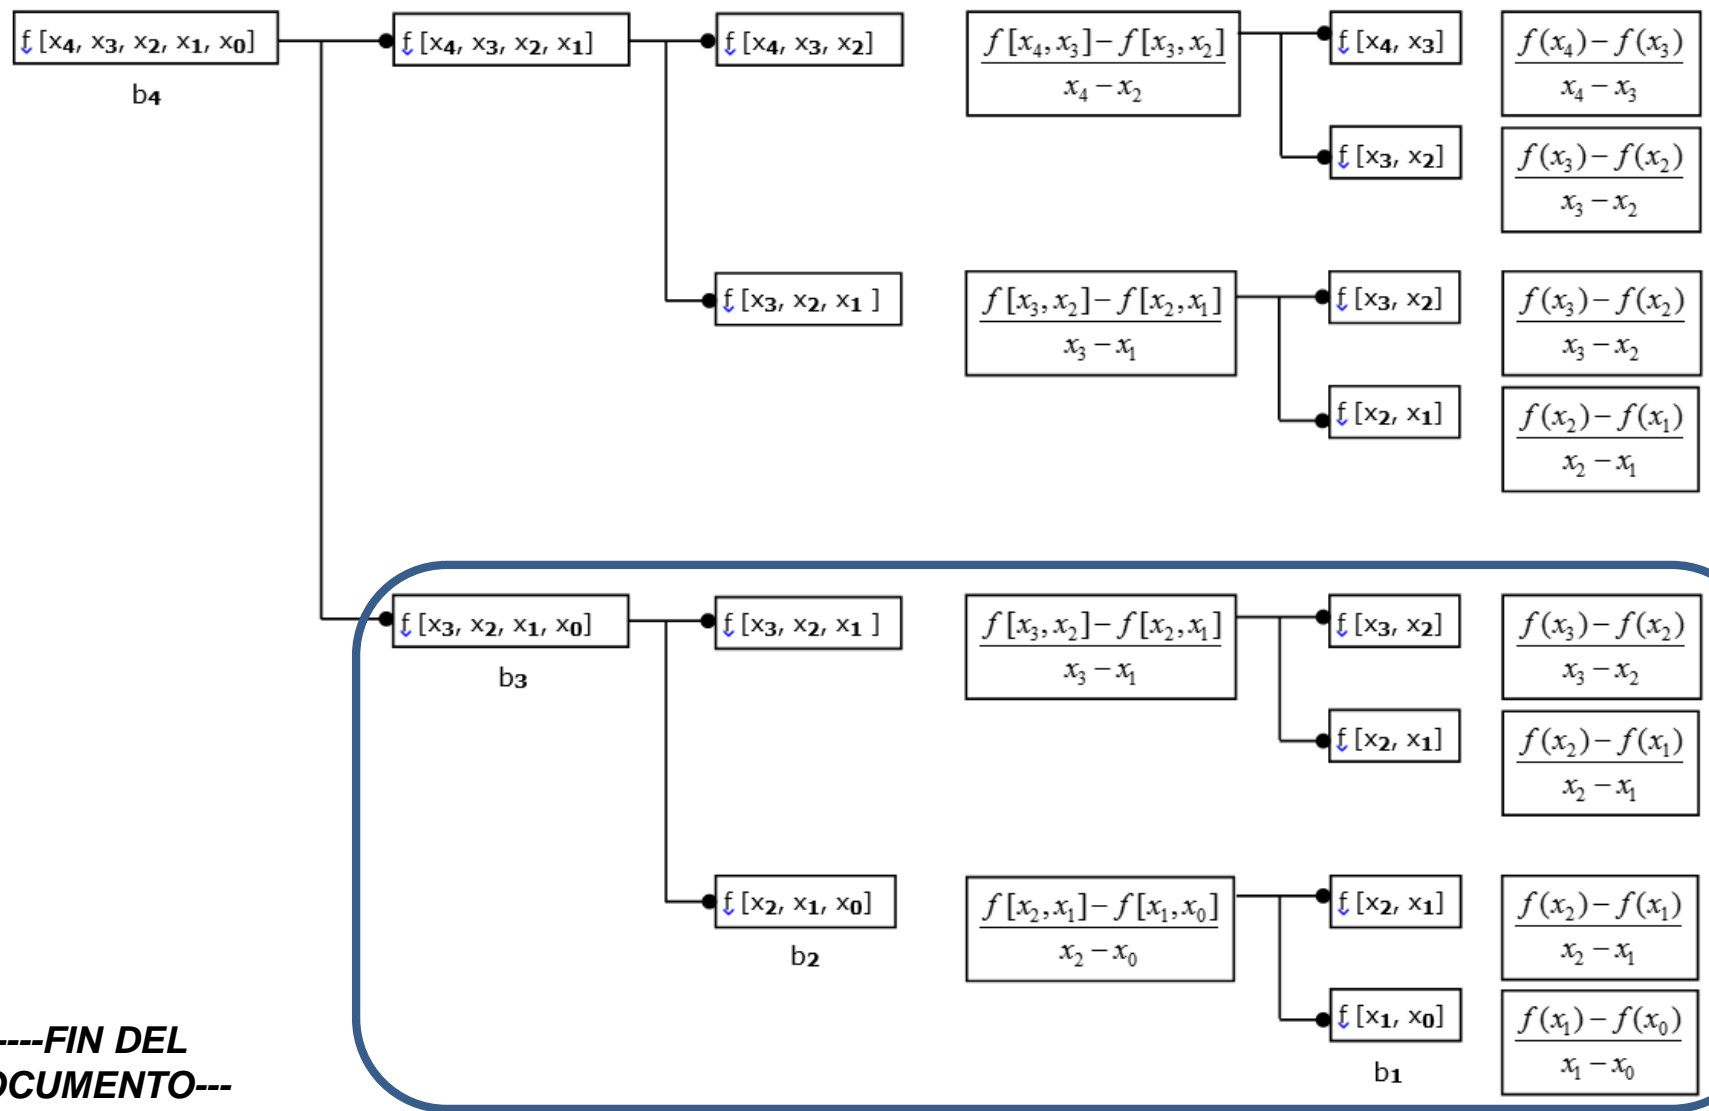 f [x4, x3, x2, x1, x0]
b4
f [x4, x3, x2, x1]
f [x4, x3, x2]
f[x4, x3] – f[x3, x2]
x4 – x2
f [x4, x3]
f(x4) – f(x3)
x4 – x3
f [x3, x2]
f(x3) – f(x2)
x3 – x2
f [x3, x2, x1 ]
f[x3, x2] – f[x2, x1]
x3 – x1
f [x3, x2]
f(x3) – f(x2)
x3 – x2
f [x2, x1]
f(x2) – f(x1)
x2 – x1
f [x3, x2, x1, x0]
b3
f [x3, x2, x1 ]
f[x3, x2] – f[x2, x1]
x3 – x1
f [x3, x2]
f(x3) – f(x2)
x3 – x2
f [x2, x1]
f(x2) – f(x1)
x2 – x1
f [x2, x1, x0]
b2
f[x2, x1] – f[x1, x0]
x2 – x0
f [x2, x1]
f(x2) – f(x1)
x2 – x1
f [x1, x0]
b1
f(x1) – f(x0)
x1 – x0
----FIN DEL
OCUMENTO---